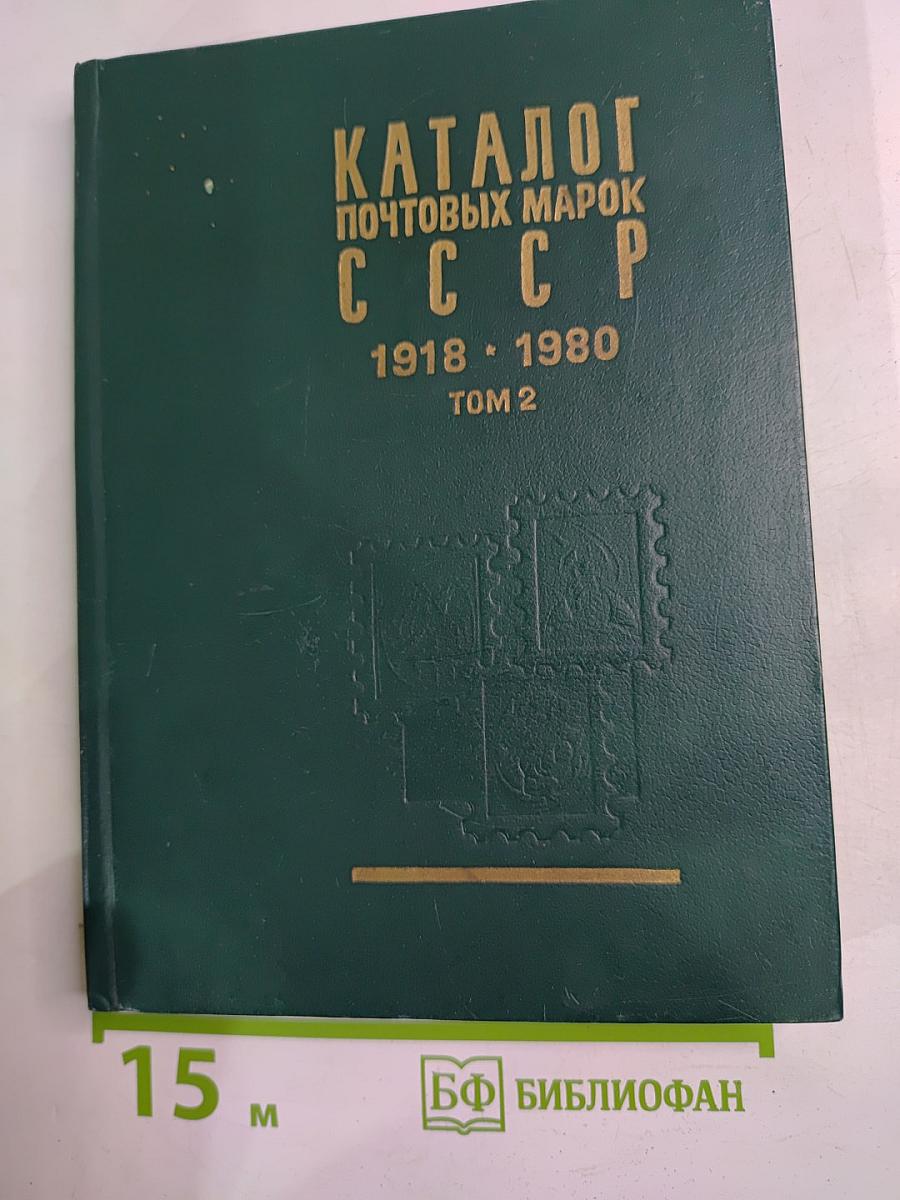 КАТАЛОГ
ПОЧТОВЫХ МАРОК
СССР
1918 * 1980
ТОМ 2
15 м
БФ БИБЛИОФАН